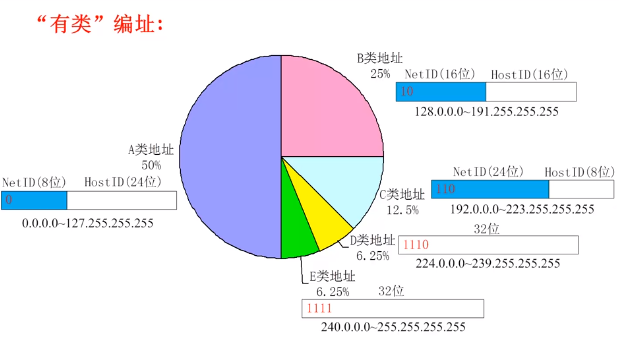 “有类”编址:
B类地址
25%
NetID(16位) HostID(16位)
10
128.0.0.0~191.255.255.255
A类地址
50%
NetID(8位) HostID(24位)
0
0.0.0.0~127.255.255.255
NetID(24位) HostID(8位)
110
C类地址
12.5%
192.0.0.0~223.255.255.255
D类地址
6.25%
32位
1110
224.0.0.0~239.255.255.255
E类地址
6.25%
32位
1111
240.0.0.0~255.255.255.255